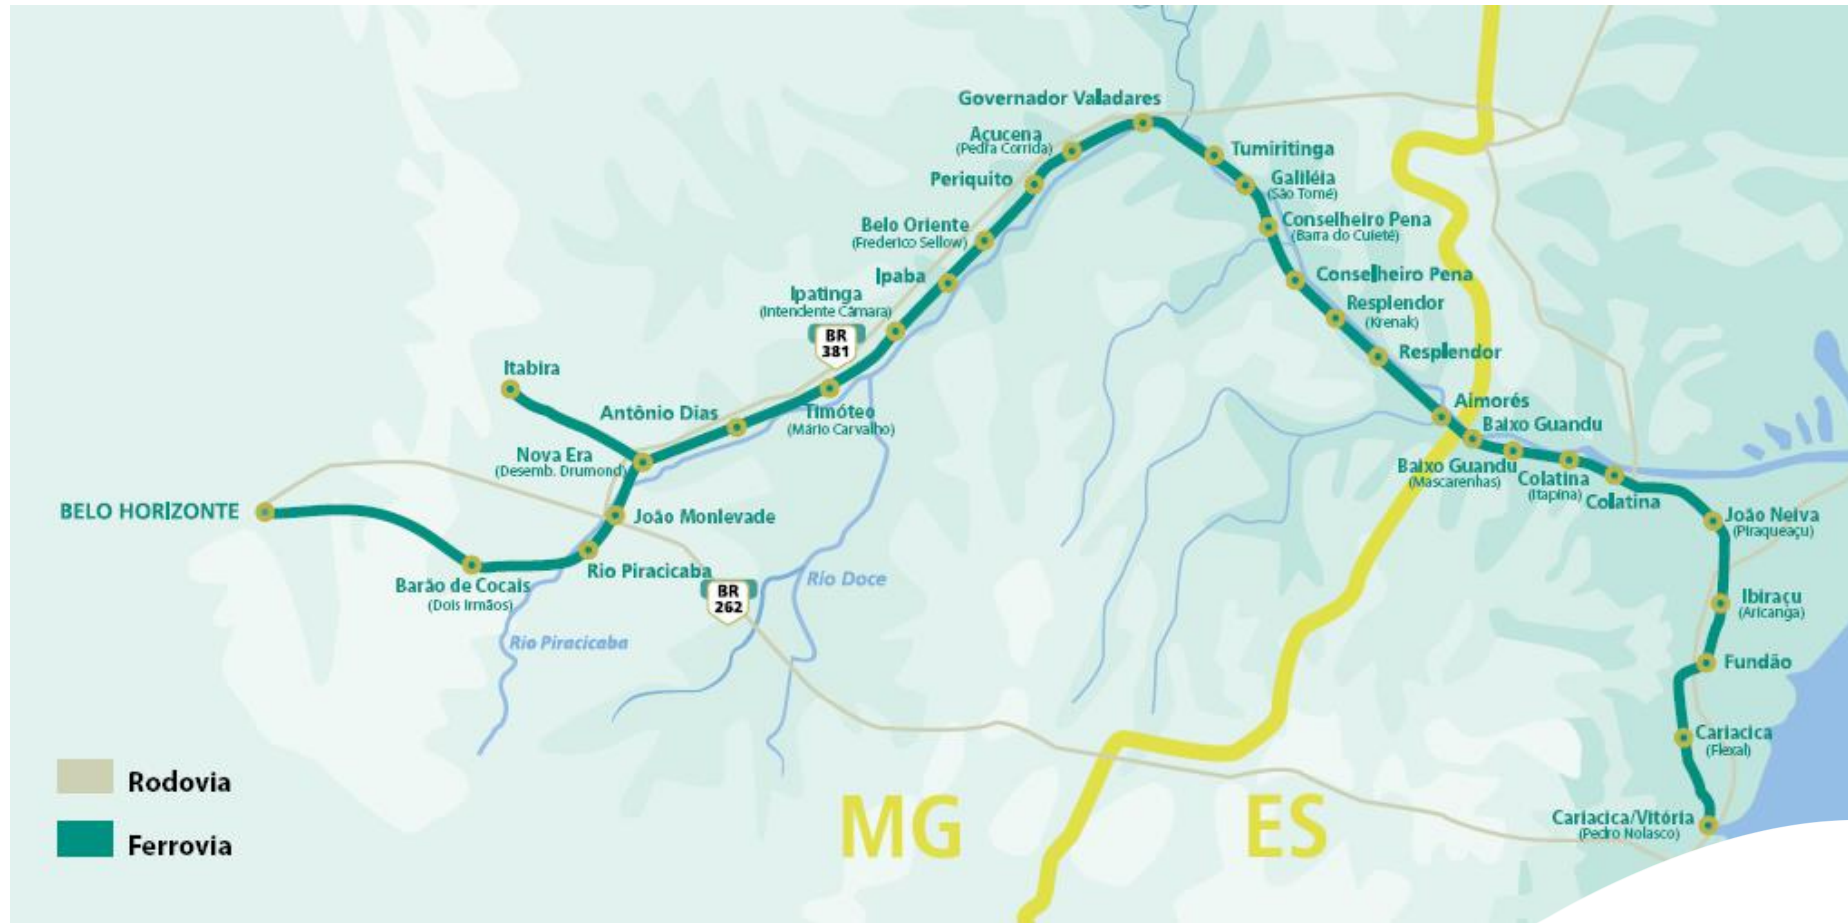 Governador Valadares
Açucena
(Pedra Corrida)
Tumiritinga
Periquito
Galiléia
(São Tomé)
Belo Oriente
(Frederico Sellow)
Conselheiro Pena
(Barra do Cuieté)
Ipaba
Conselheiro Pena
Ipatinga
(Intendente Câmara)
Resplendor
(Krenak)
BR
381
Resplendor
Itabira
Antônio Dias
Timóteo
(Mário Carvalho)
Aimorés
Baixo Guandu
Nova Era
(Desemb. Drumond)
Baixo Guandu
(Mascarenhas)
Colatina
(Itapina)
Colatina
BELO HORIZONTE
João Monlevade
João Neiva
(Piraqueaçu)
Rio Piracicaba
Barão de Cocais
(Dois Irmãos)
BR
262
Rio Doce
Ibiraçu
(Aricanga)
Rio Piracicaba
Fundão
Cariacica
(Flexal)
Rodovia
Ferrovia
MG
ES
Cariacica/Vitória
(Pedro Nolasco)